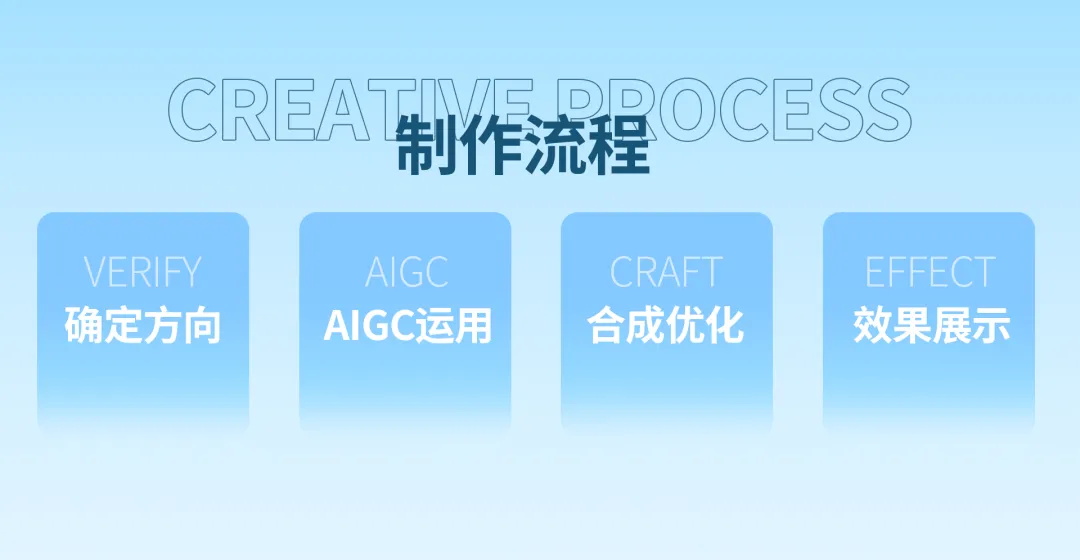 CREATIVE PROCESS
制作流程
VERIFY
确定方向
AIGC
AIGC运用
CRAFT
合成优化
EFFECT
效果展示